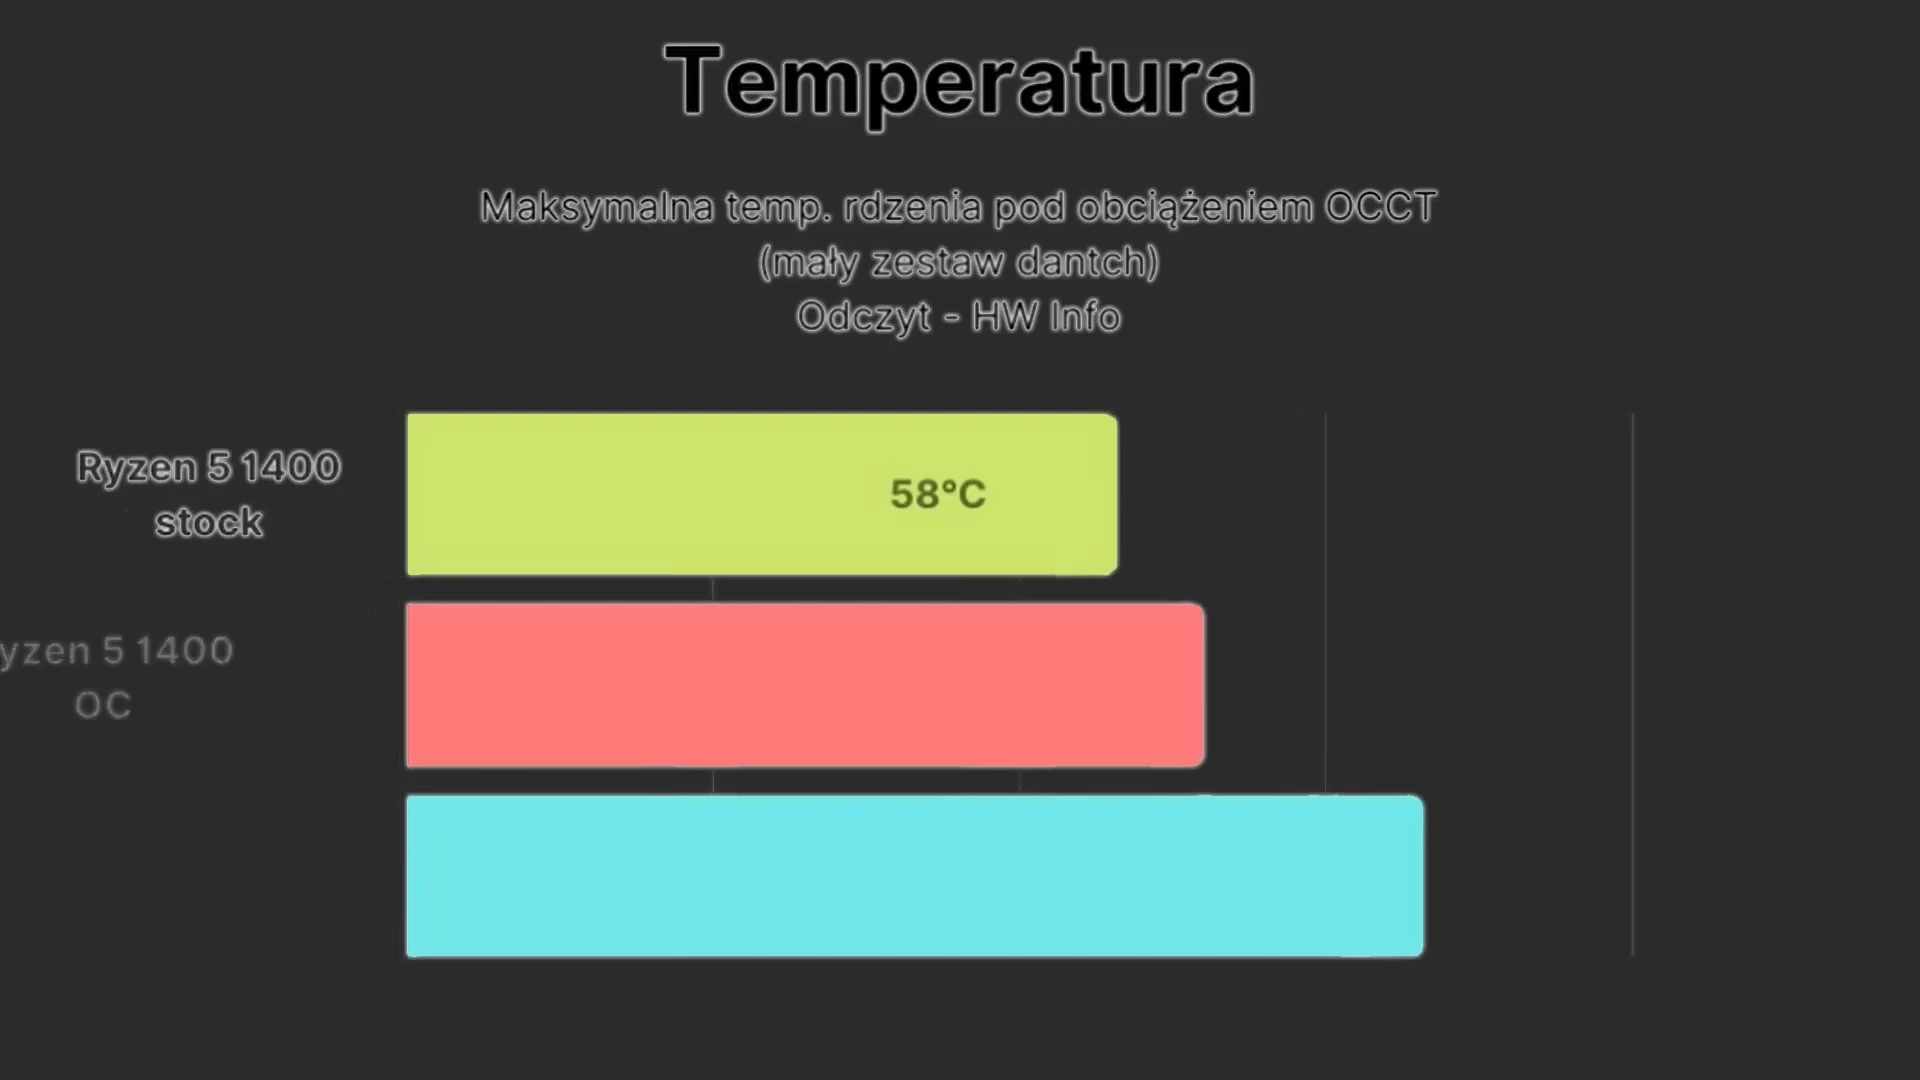 Temperatura
Maksymalna temp. rdzenia pod obciążeniem OCCT
(mały zestaw dantch)
Odczyt - HW Info
Ryzen 5 1400
stock
58°C
yzen 5 1400
OC